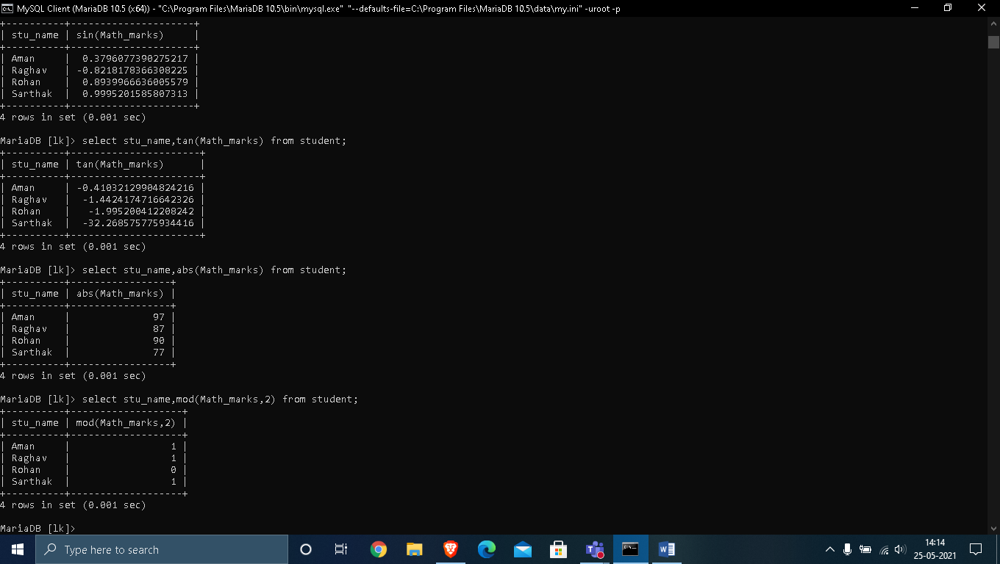 MySQL Client (MariaDB 10.5 (x64)) - "C:\Program Files\MariaDB 10.5\bin\mysql.exe" "--defaults-file=C:\Program Files\MariaDB 10.5\data\my.ini" -uroot -p
+----------+---------------------+
| stu_name | sin(Math_marks)     |
+----------+---------------------+
| Aman     |  0.3796077390275217 |
| Raghav   | -0.8218178366308225 |
| Rohan    |  0.8939966636005579 |
| Sarthak  |  0.9995201585807313 |
+----------+---------------------+
4 rows in set (0.001 sec)
MariaDB [lk]> select stu_name,tan(Math_marks) from student;
+----------+----------------------+
| stu_name | tan(Math_marks)      |
+----------+----------------------+
| Aman     | -0.41032129904824216 |
| Raghav   |  -1.4424174716642326 |
| Rohan    |   -1.995200412208242 |
| Sarthak  |  -32.268575775934416 |
+----------+----------------------+
4 rows in set (0.001 sec)
MariaDB [lk]> select stu_name,abs(Math_marks) from student;
+----------+-----------------+
| stu_name | abs(Math_marks) |
+----------+-----------------+
| Aman     |              97 |
| Raghav   |              87 |
| Rohan    |              90 |
| Sarthak  |              77 |
+----------+-----------------+
4 rows in set (0.001 sec)
MariaDB [lk]> select stu_name,mod(Math_marks,2) from student;
+----------+-------------------+
| stu_name | mod(Math_marks,2) |
+----------+-------------------+
| Aman     |                 1 |
| Raghav   |                 1 |
| Rohan    |                 0 |
| Sarthak  |                 1 |
+----------+-------------------+
4 rows in set (0.001 sec)
MariaDB [lk]>
Type here to search
14:14
25-05-2021